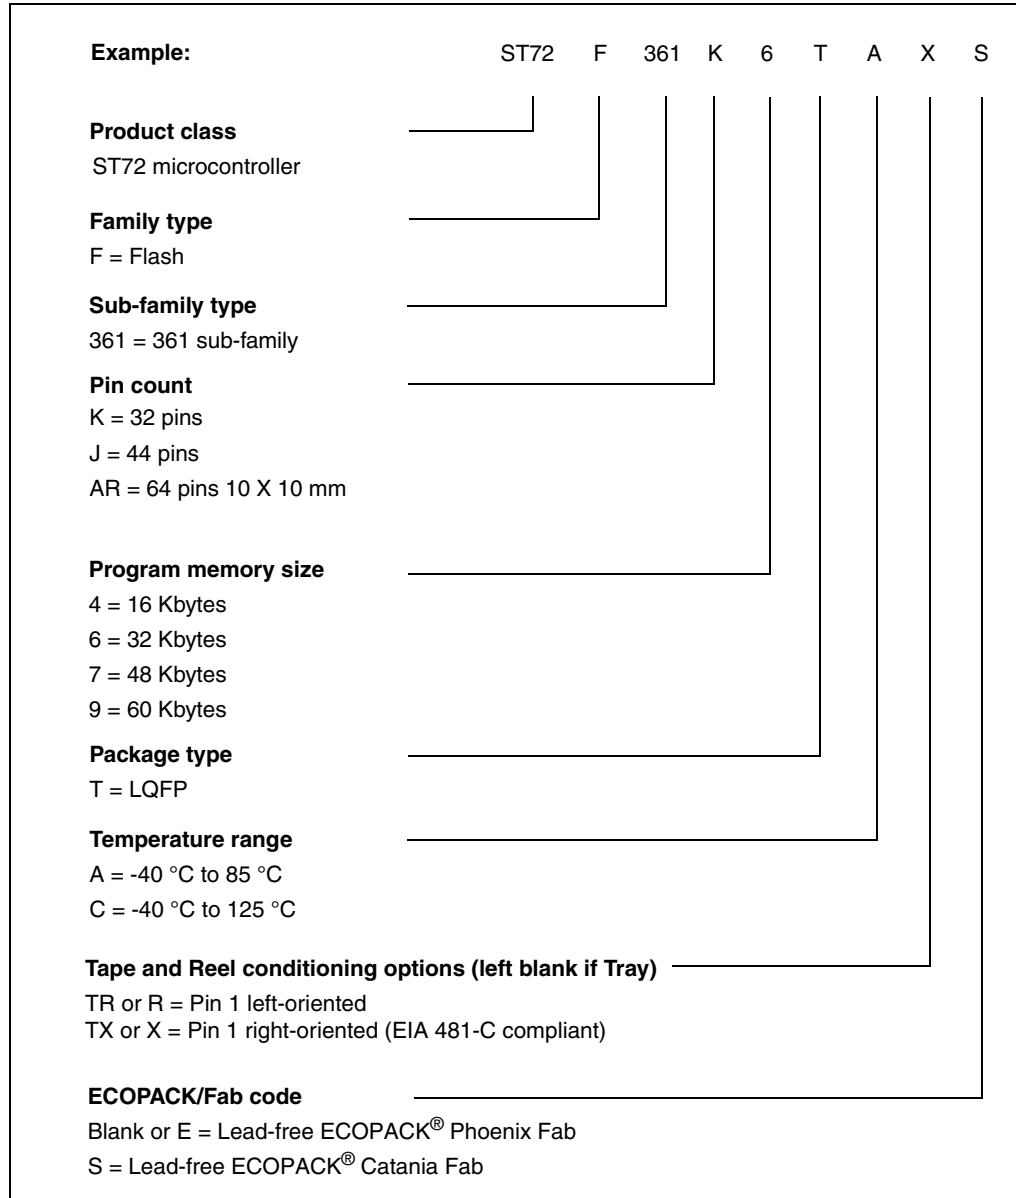 Example: ST72 F 361 K 6 T A X S
Product class
ST72 microcontroller
Family type
F = Flash
Sub-family type
361 = 361 sub-family
Pin count
K = 32 pins
J = 44 pins
AR = 64 pins 10 X 10 mm
Program memory size
4 = 16 Kbytes
6 = 32 Kbytes
7 = 48 Kbytes
9 = 60 Kbytes
Package type
T = LQFP
Temperature range
A = -40 °C to 85 °C
C = -40 °C to 125 °C
Tape and Reel conditioning options (left blank if Tray)
TR or R = Pin 1 left-oriented
TX or X = Pin 1 right-oriented (EIA 481-C compliant)
ECOPACK/Fab code
Blank or E = Lead-free ECOPACK® Phoenix Fab
S = Lead-free ECOPACK® Catania Fab